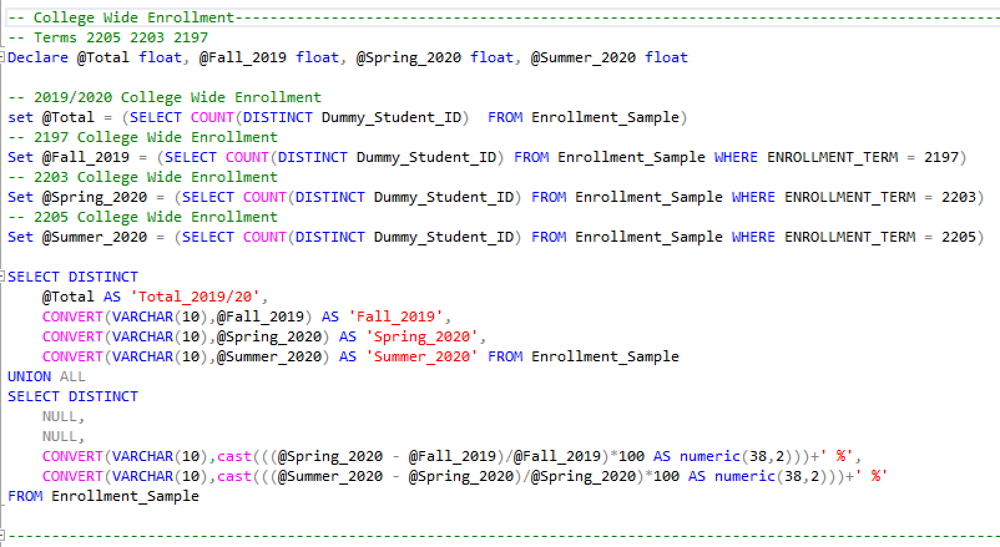 -- College Wide Enrollment----------------------------------------------------------------------------------------
-- Terms 2205 2203 2197
Declare @Total float, @Fall_2019 float, @Spring_2020 float, @Summer_2020 float
-- 2019/2020 College Wide Enrollment
set @Total = (SELECT COUNT(DISTINCT Dummy_Student_ID)  FROM Enrollment_Sample)
-- 2197 College Wide Enrollment
Set @Fall_2019 = (SELECT COUNT(DISTINCT Dummy_Student_ID) FROM Enrollment_Sample WHERE ENROLLMENT_TERM = 2197)
-- 2203 College Wide Enrollment
Set @Spring_2020 = (SELECT COUNT(DISTINCT Dummy_Student_ID) FROM Enrollment_Sample WHERE ENROLLMENT_TERM = 2203)
-- 2205 College Wide Enrollment
Set @Summer_2020 = (SELECT COUNT(DISTINCT Dummy_Student_ID) FROM Enrollment_Sample WHERE ENROLLMENT_TERM = 2205)
SELECT DISTINCT
    @Total AS 'Total_2019/20',
    CONVERT(VARCHAR(10),@Fall_2019) AS 'Fall_2019',
    CONVERT(VARCHAR(10),@Spring_2020) AS 'Spring_2020',
    CONVERT(VARCHAR(10),@Summer_2020) AS 'Summer_2020' FROM Enrollment_Sample
UNION ALL
SELECT DISTINCT
    NULL,
    NULL,
    CONVERT(VARCHAR(10),cast(((@Spring_2020 - @Fall_2019)/@Fall_2019)*100 AS numeric(38,2)))+' %',
    CONVERT(VARCHAR(10),cast(((@Summer_2020 - @Spring_2020)/@Spring_2020)*100 AS numeric(38,2)))+' %'
FROM Enrollment_Sample
------------------------------------------------------------------------------------------------------------------